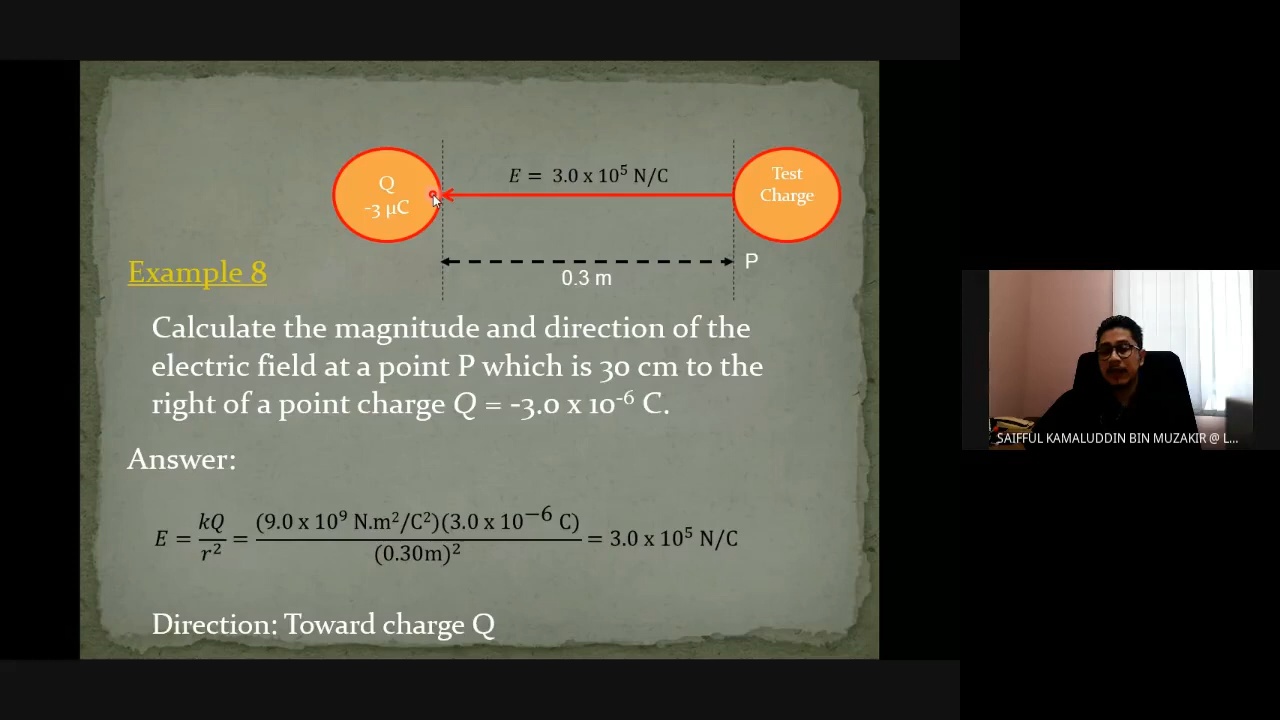 E = 3.0 x 10⁵ N/C
Q
-3 µC
Test
Charge
P
0.3 m
Example 8
Calculate the magnitude and direction of the
electric field at a point P which is 30 cm to the
right of a point charge Q = -3.0 x 10⁻⁶ C.
Answer:
E = kQ/r² = (9.0 x 10⁹ N.m²/C²)(3.0 x 10⁻⁶ C)/(0.30m)² = 3.0 x 10⁵ N/C
Direction: Toward charge Q
SAIFFUL KAMALUDDIN BIN MUZAKIR @ L...